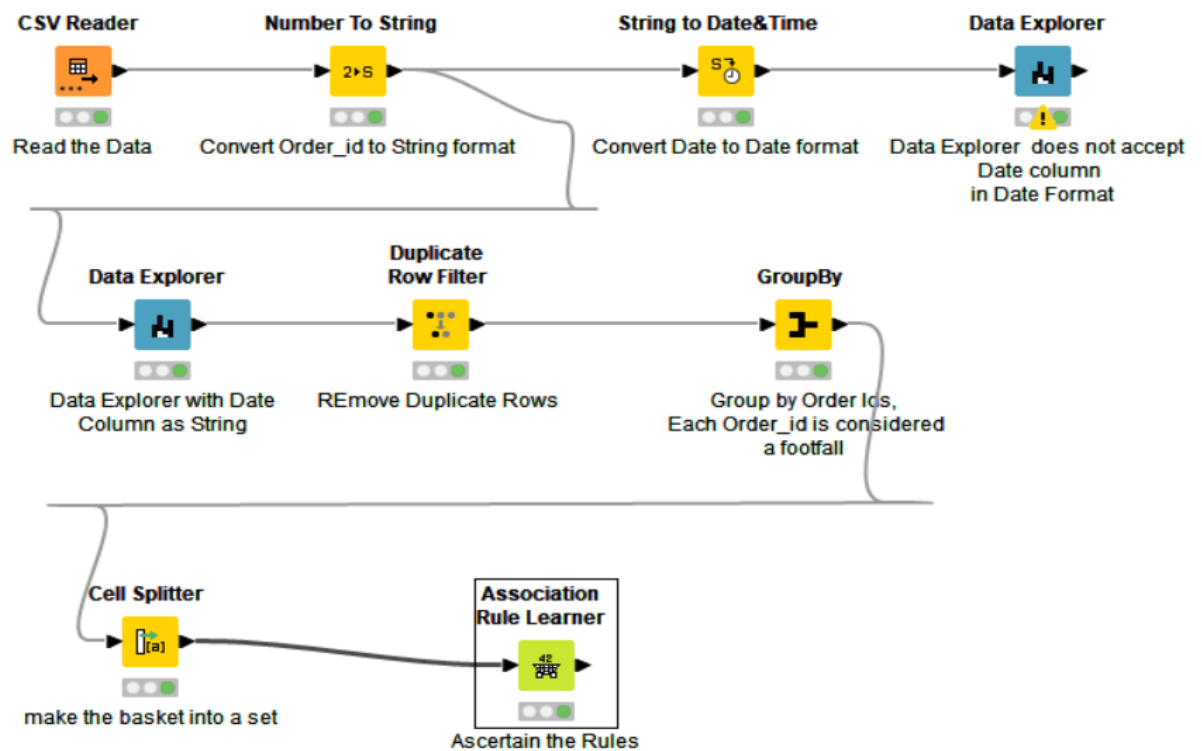 CSV Reader
Number To String
String to Date&Time
Data Explorer
2▸S
S
Read the Data
Convert Order_id to String format
Convert Date to Date format
Data Explorer does not accept
Date column
in Date Format
Data Explorer
Duplicate
Row Filter
GroupBy
Data Explorer with Date
Column as String
REmove Duplicate Rows
Group by Order Ids,
Each Order_id is considered
a footfall
Cell Splitter
Association
Rule Learner
[a]
42
make the basket into a set
Ascertain the Rules